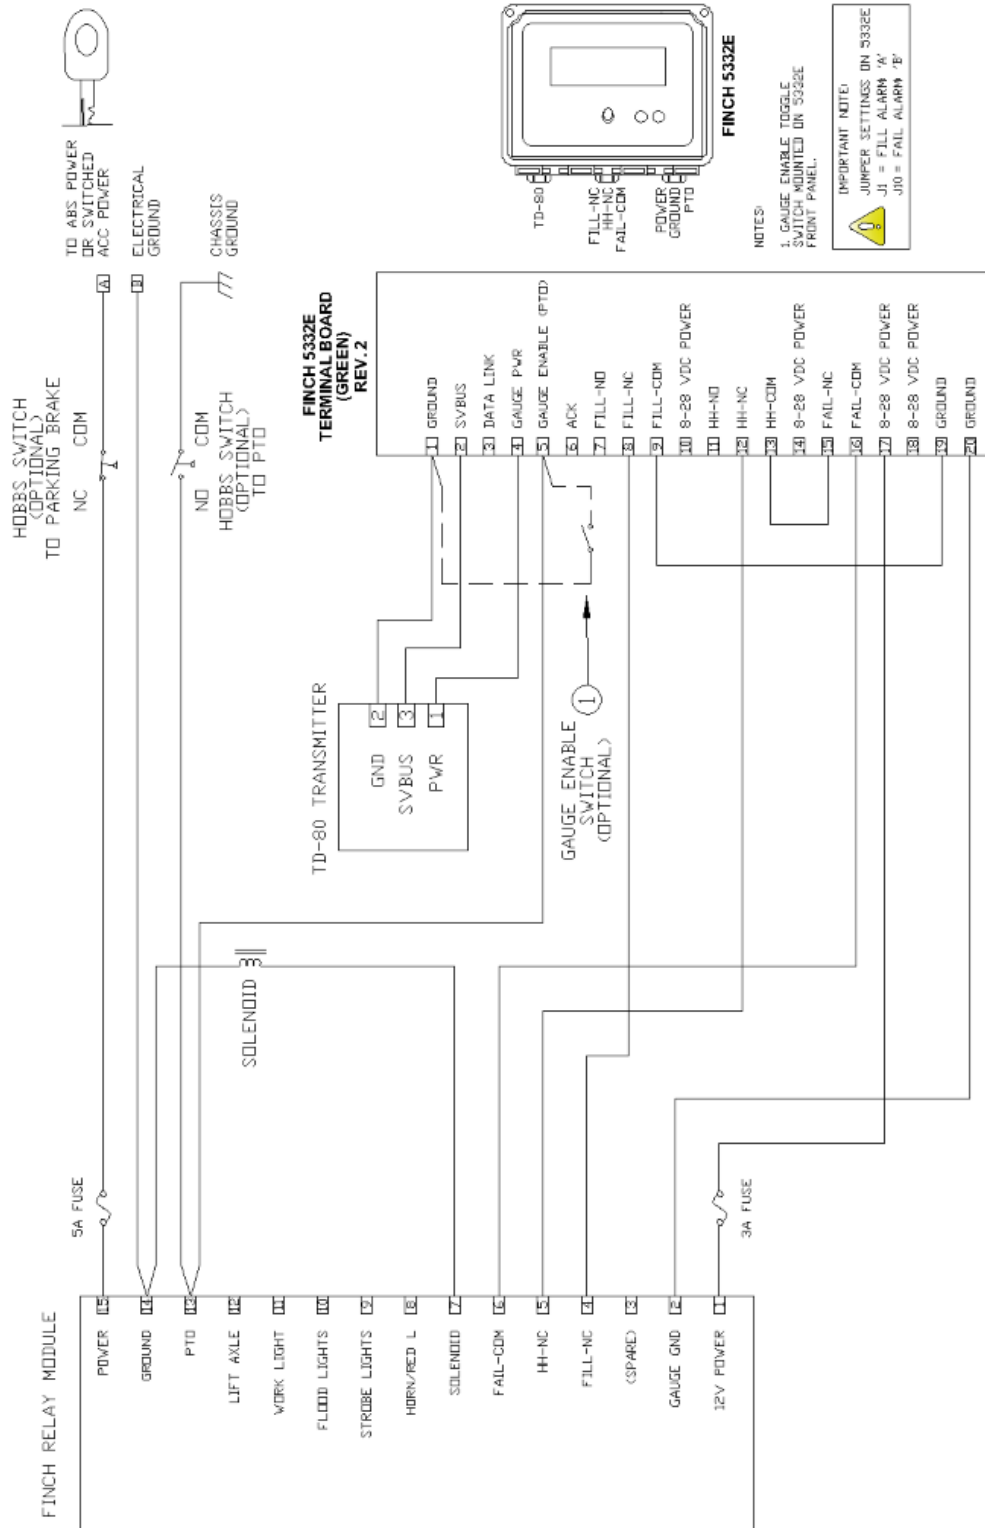 TO ABS POWER
OR SWITCHED
ACC POWER
A
B
ELECTRICAL
GROUND
CHASSIS
GROUND
HOBBS SWITCH
(OPTIONAL)
TO PARKING BRAKE
NC COM
NO COM
HOBBS SWITCH
(OPTIONAL)
TO PTO
FINCH 5332E
TD-80
FILL-NC
HH-NC
FAIL-COM
POWER
GROUND
PTO
NOTES:
1. GAUGE ENABLE TOGGLE
SWITCH MOUNTED ON 5332E
FRONT PANEL.
IMPORTANT NOTE:
JUMPER SETTINGS ON 5332E
J1 = FILL ALARM 'A'
J10 = FAIL ALARM 'B'
FINCH 5332E
TERMINAL BOARD
(GREEN)
REV. 2
1 GROUND
2 SVBUS
3 DATA LINK
4 GAUGE PWR
5 GAUGE ENABLE (PTO)
6 ACK
7 FILL-NO
8 FILL-NC
9 FILL-COM
10 8-28 VDC POWER
11 HH-NO
12 HH-NC
13 HH-COM
14 8-28 VDC POWER
15 FAIL-NC
16 FAIL-COM
17 8-28 VDC POWER
18 8-28 VDC POWER
19 GROUND
20 GROUND
TD-80 TRANSMITTER
GND 2
SVBUS 3
PWR 1
GAUGE ENABLE
SWITCH
(OPTIONAL)
1
SOLENOID
5A FUSE
3A FUSE
FINCH RELAY MODULE
POWER 15
GROUND 14
PTO 13
LIFT AXLE 12
WORK LIGHT 11
FLOOD LIGHTS 10
STROBE LIGHTS 9
HORN/RED L 8
SOLENOID 7
FAIL-COM 6
HH-NC 5
FILL-NC 4
(SPARE) 3
GAUGE GND 2
12V POWER 1